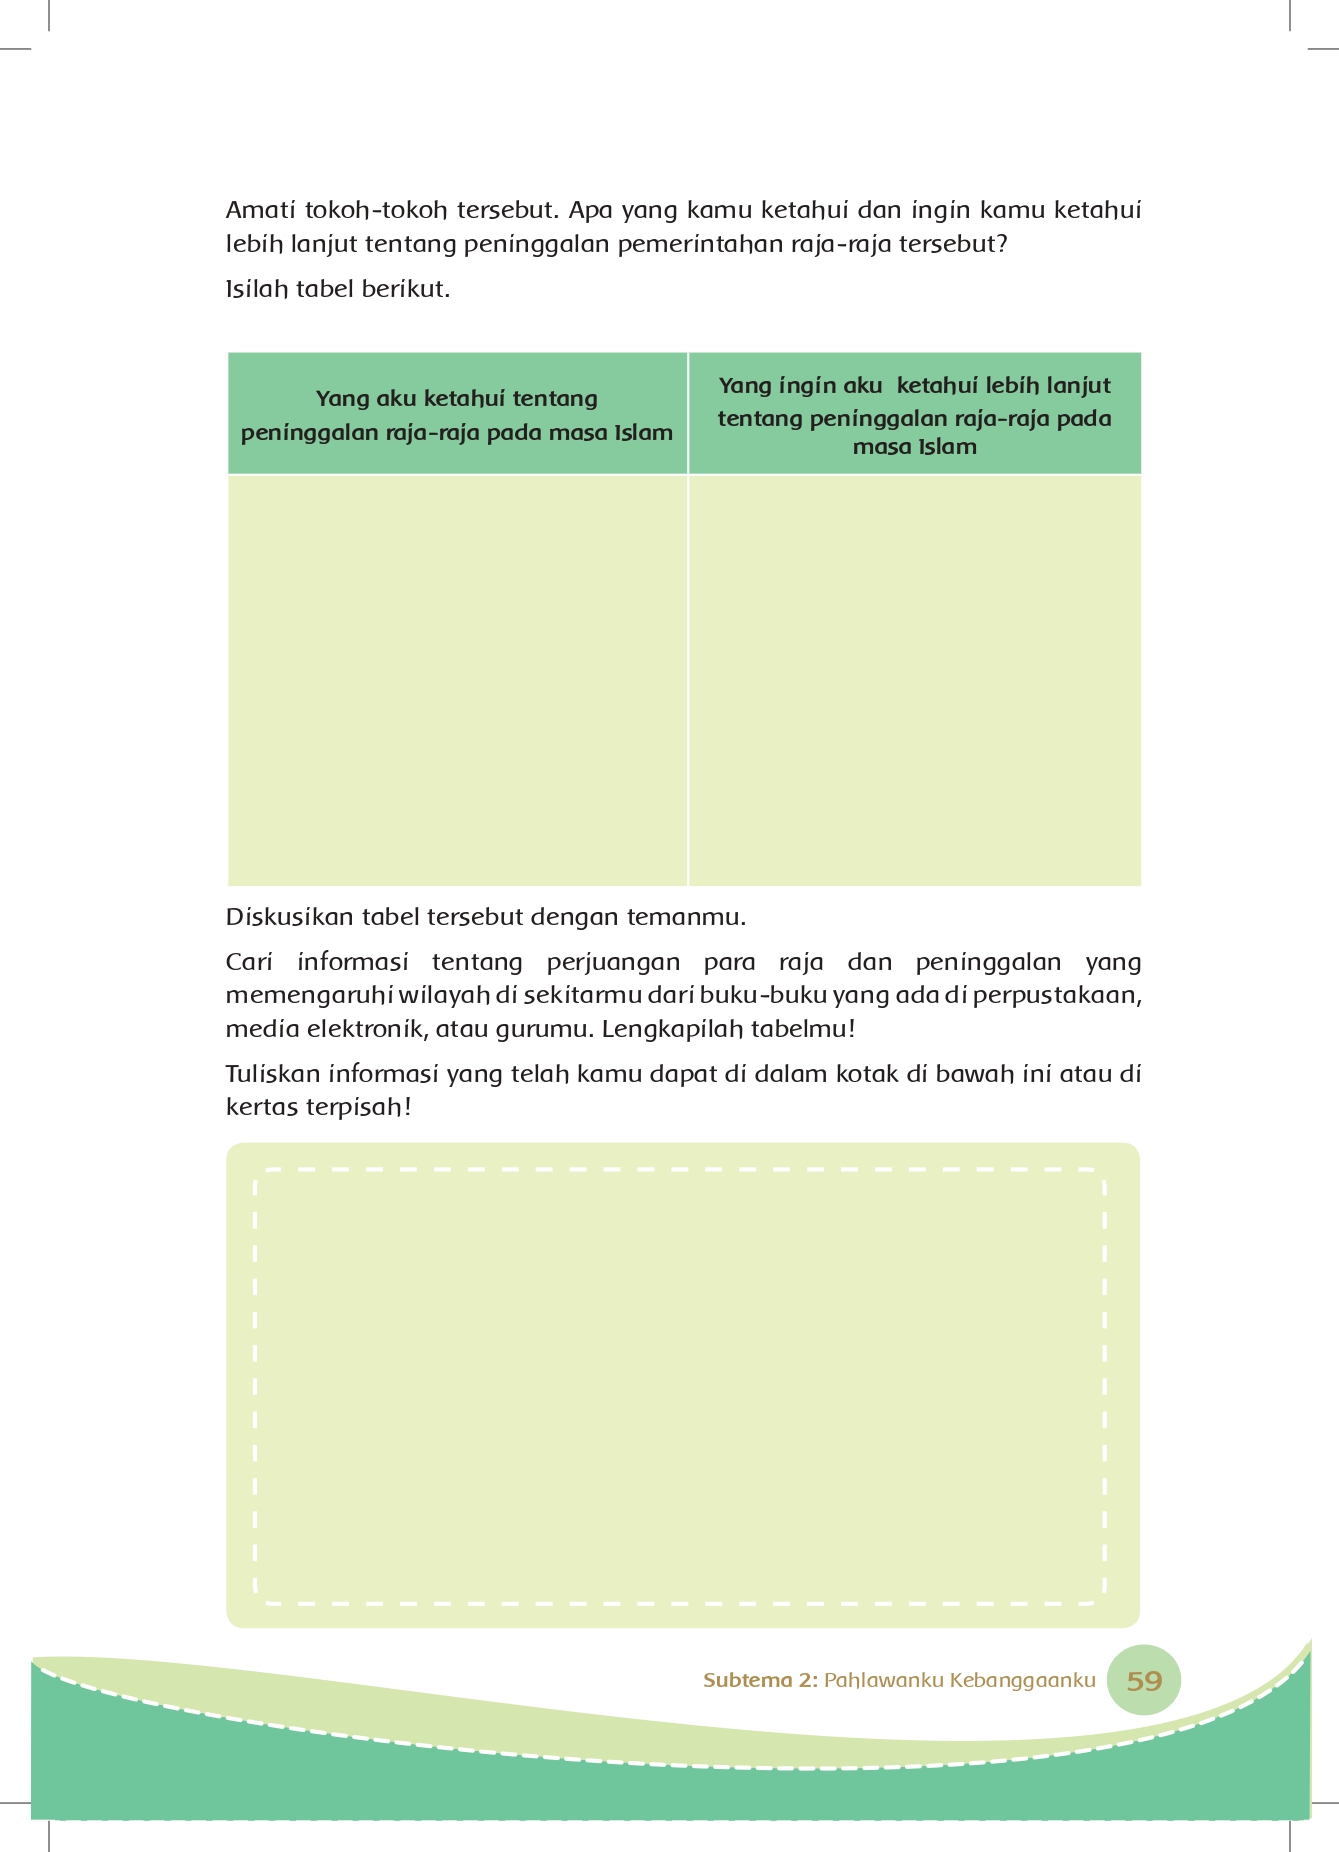 Amati tokoh-tokoh tersebut. Apa yang kamu ketahui dan ingin kamu ketahui
lebih lanjut tentang peninggalan pemerintahan raja-raja tersebut?
Isilah tabel berikut.
Yang aku ketahui tentang
peninggalan raja-raja pada masa Islam
Yang ingin aku ketahui lebih lanjut
tentang peninggalan raja-raja pada
masa Islam
Diskusikan tabel tersebut dengan temanmu.
Cari informasi tentang perjuangan para raja dan peninggalan yang
memengaruhi wilayah di sekitarmu dari buku-buku yang ada di perpustakaan,
media elektronik, atau gurumu. Lengkapilah tabelmu!
Tuliskan informasi yang telah kamu dapat di dalam kotak di bawah ini atau di
kertas terpisah!
Subtema 2: Pahlawanku Kebanggaanku
59